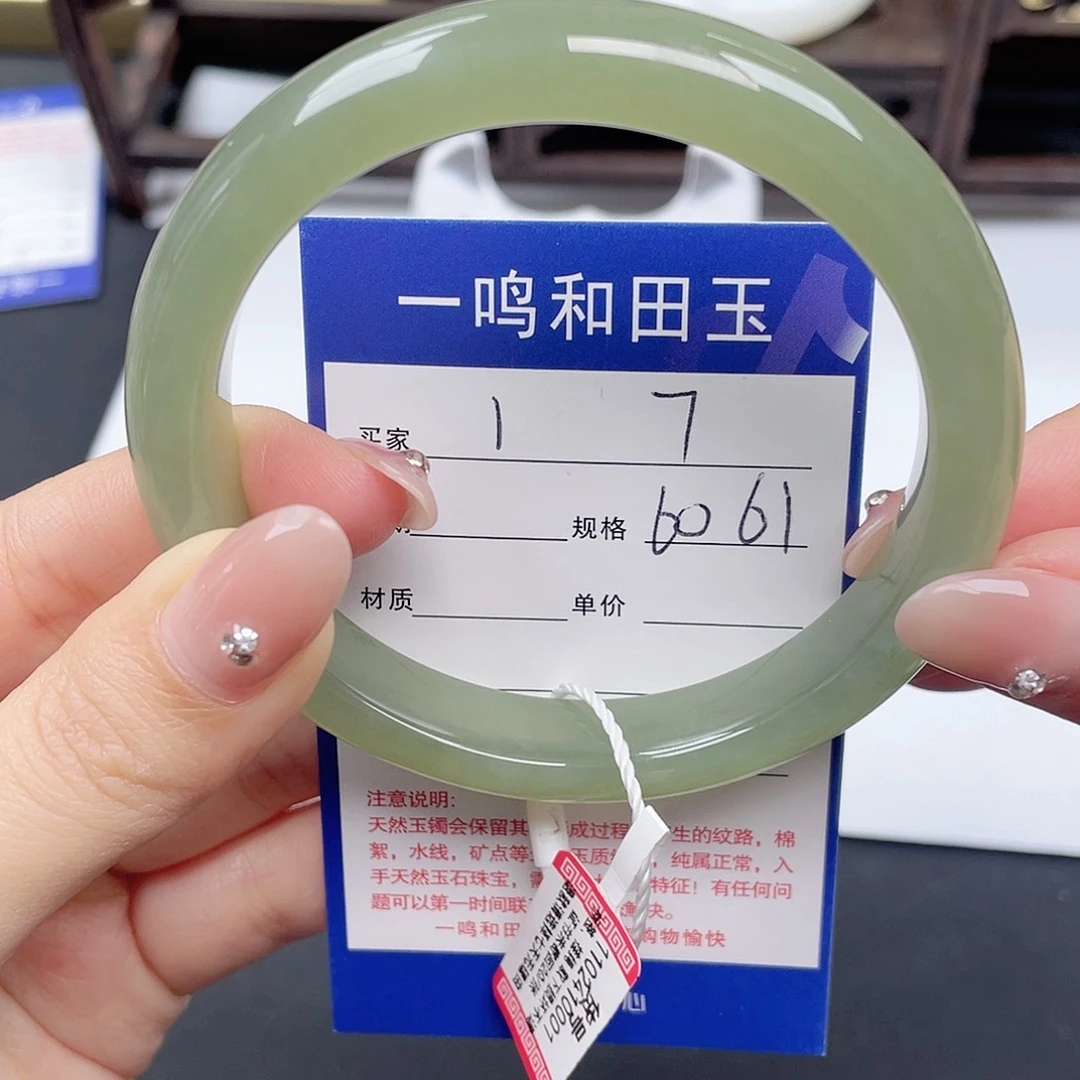 一鸣和田玉
买家 1 7
规格 60 61
材质 单价
注意说明:
天然玉镯会保留其 成过程 生的纹路，棉
絮，水线，矿点等 玉质 ，纯属正常，入
手天然玉石珠宝， 特征！有任何问
题可以第一时间联 决。
一鸣和田 购物愉快
货号
1102410001